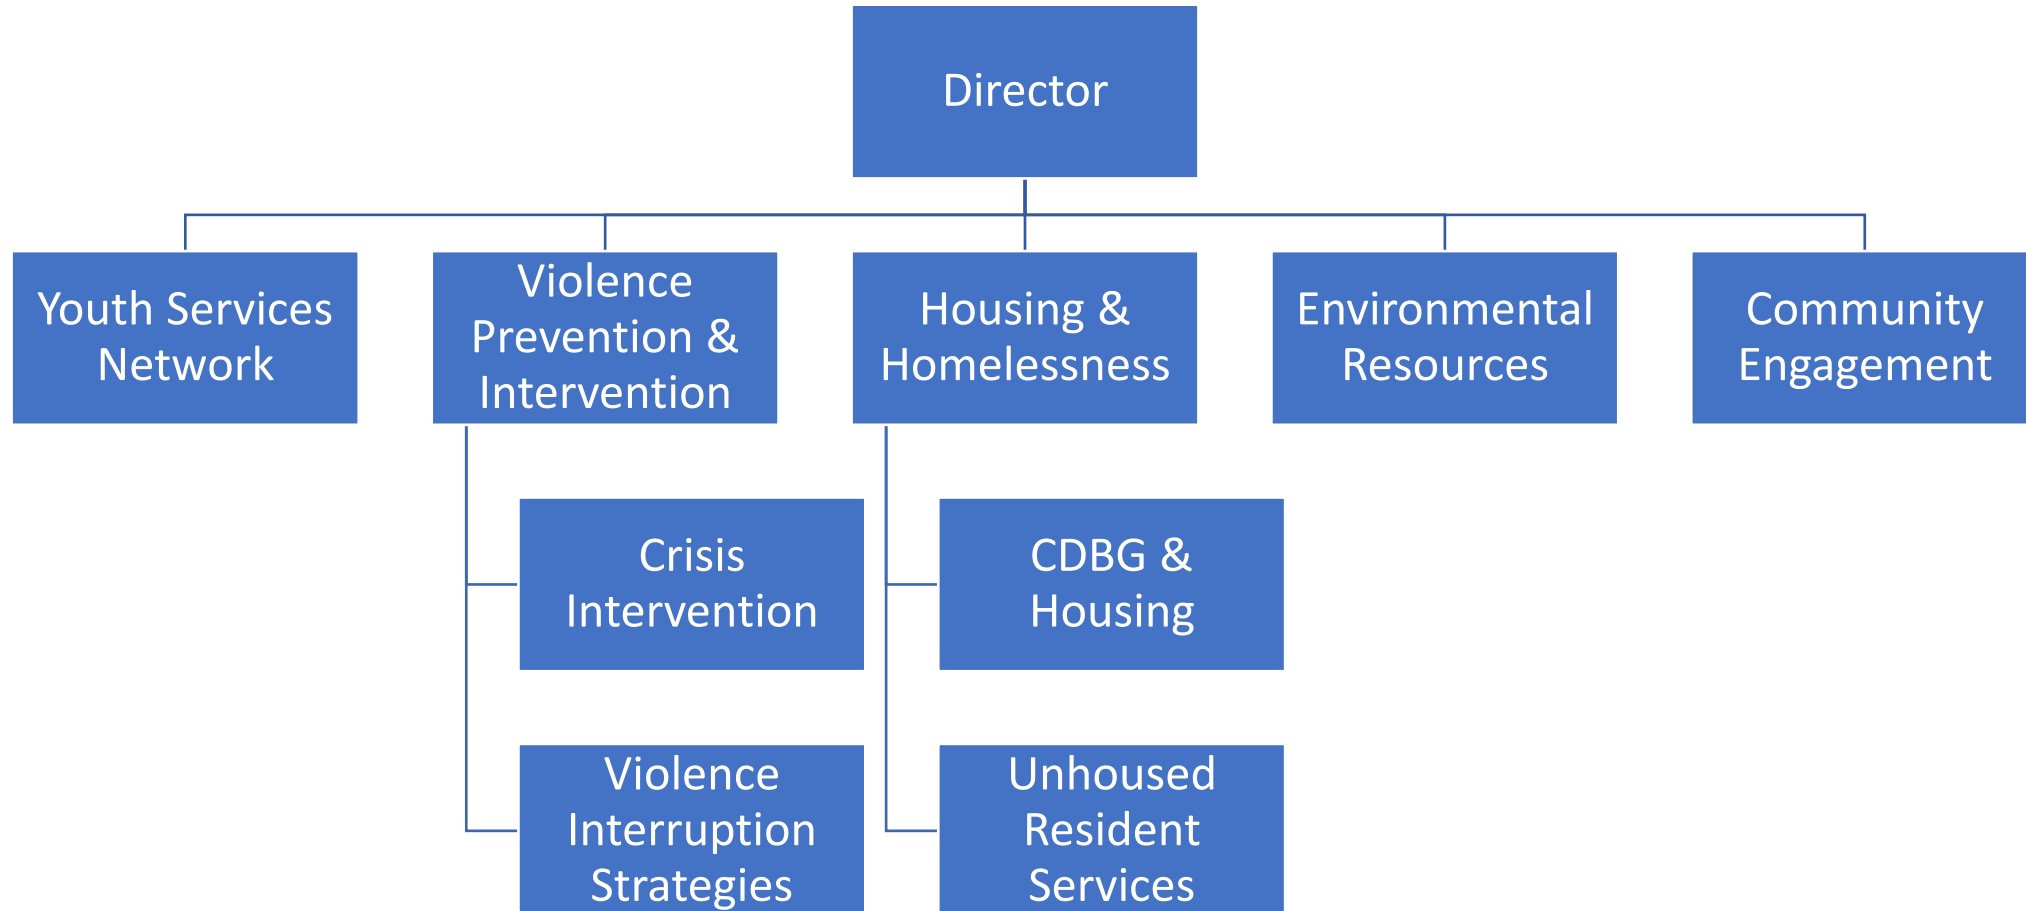 Director
Youth Services
Network
Violence
Prevention &
Intervention
Housing &
Homelessness
Environmental
Resources
Community
Engagement
Crisis
Intervention
CDBG &
Housing
Violence
Interruption
Strategies
Unhoused
Resident
Services